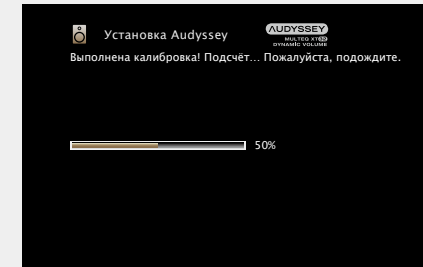 Установка Audyssey
AUDYSSEY
MULTEQ XT32
DYNAMIC VOLUME
Выполнена калибровка! Подсчёт... Пожалуйста, подождите.
50%